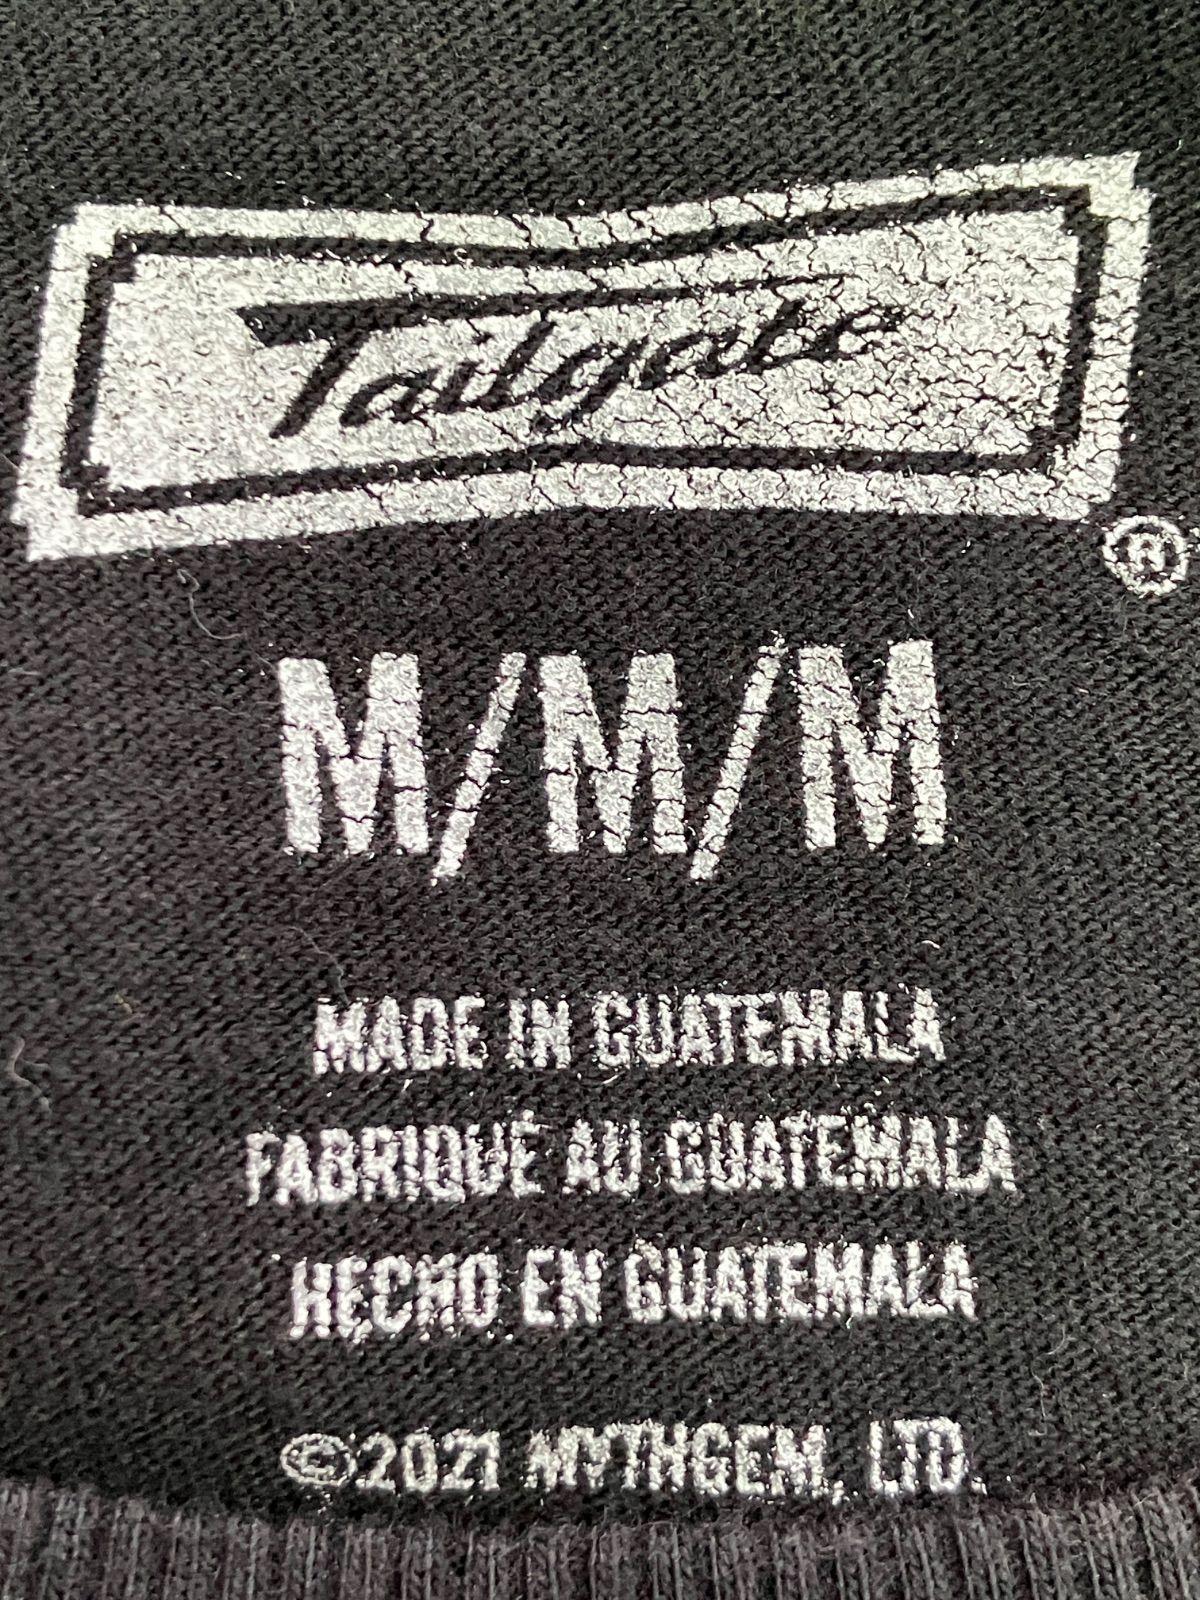 Tailgate
®
M/M/M
MADE IN GUATEMALA
FABRIQUÉ AU GUATEMALA
HECHO EN GUATEMALA
©2021 MYTHGEM, LTD.